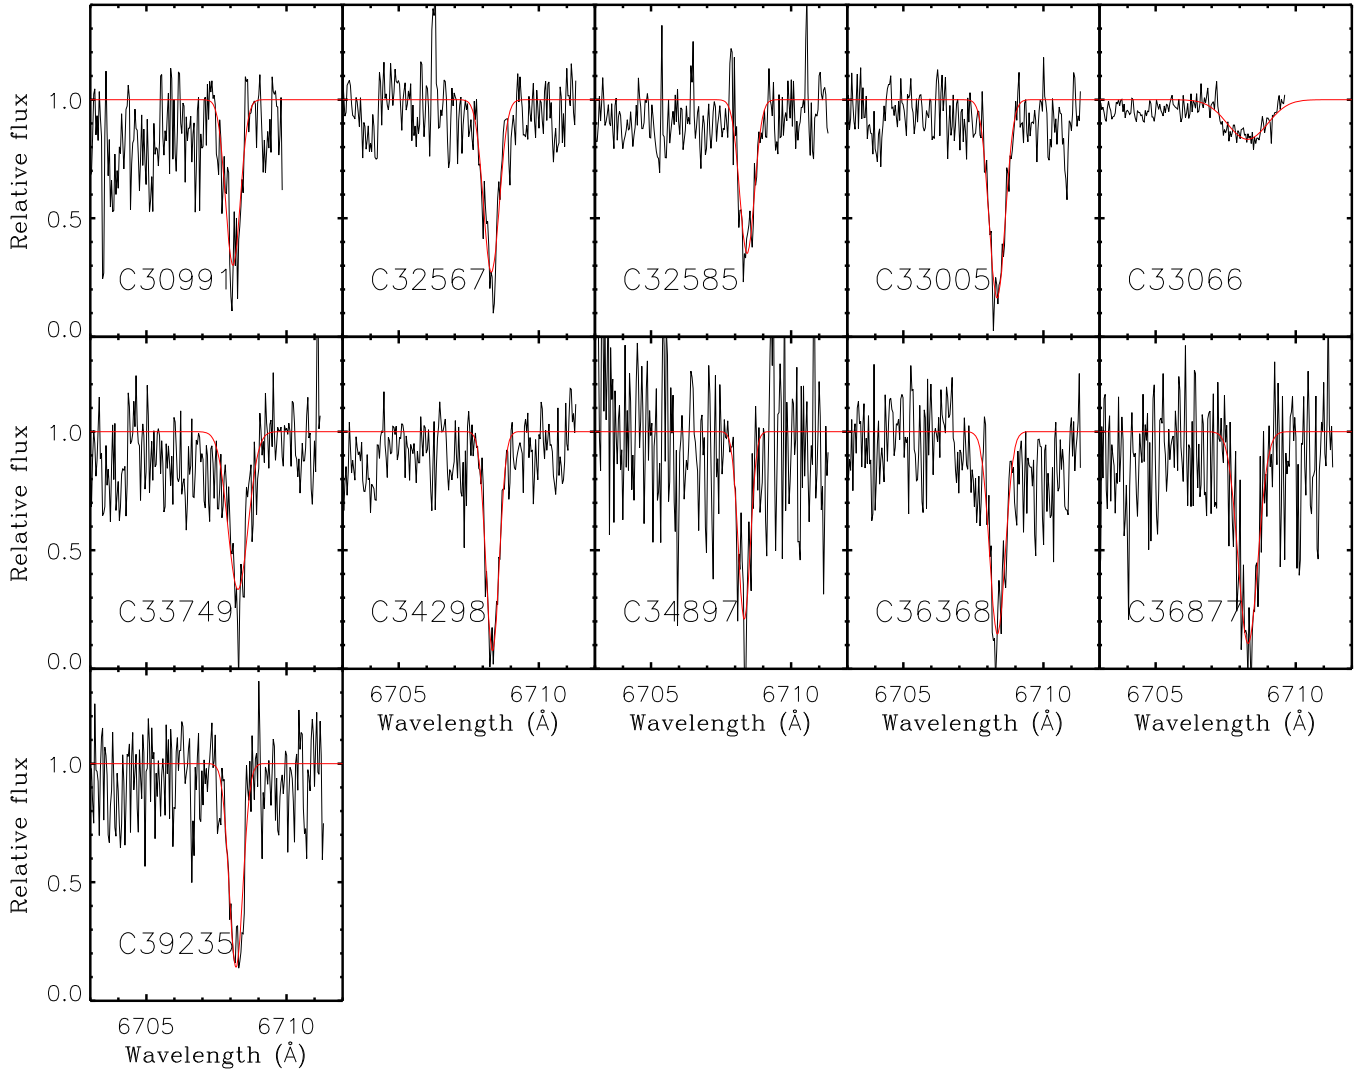 Relative flux
1.0
0.5
0.0
C30991
C32567
C32585
C33005
C33066
Relative flux
1.0
0.5
0.0
C33749
C34298
C34897
C36368
C36877
6705 6710
Wavelength (Å)
6705 6710
Wavelength (Å)
6705 6710
Wavelength (Å)
6705 6710
Wavelength (Å)
Relative flux
1.0
0.5
0.0
C39235
6705 6710
Wavelength (Å)